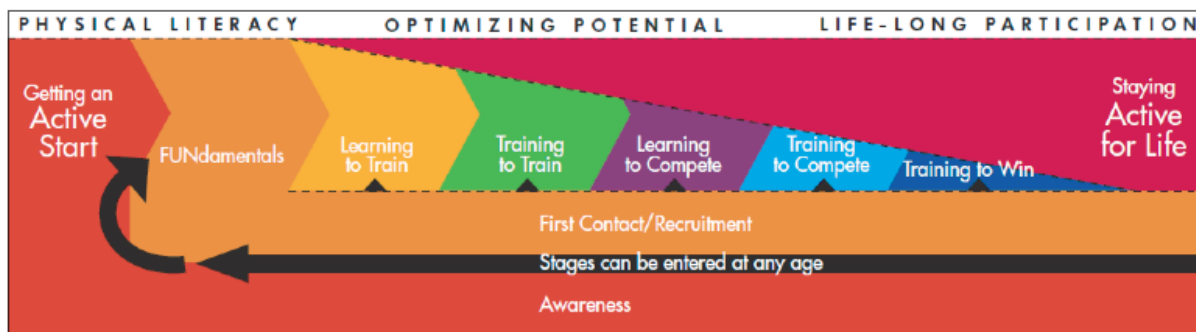 PHYSICAL LITERACY OPTIMIZING POTENTIAL LIFE-LONG PARTICIPATION
Getting an
Active
Start
FUNdamentals
Learning
to Train
Training
to Train
Learning
to Compete
Training
to Compete
Training to Win
Staying
Active
for Life
First Contact/Recruitment
Stages can be entered at any age
Awareness